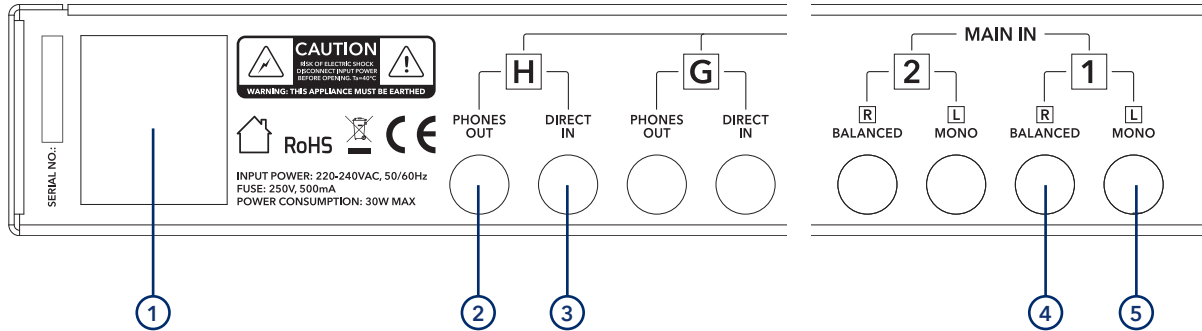 SERIAL NO.:
CAUTION
RISK OF ELECTRIC SHOCK
DISCONNECT INPUT POWER
BEFORE OPENING. Ta=40°C
WARNING: THIS APPLIANCE MUST BE EARTHED
RoHS
CE
INPUT POWER: 220-240VAC, 50/60Hz
FUSE: 250V, 500mA
POWER CONSUMPTION: 30W MAX
H
PHONES OUT
DIRECT IN
G
PHONES OUT
DIRECT IN
MAIN IN
2
R
BALANCED
L
MONO
1
R
BALANCED
L
MONO
1
2
3
4
5